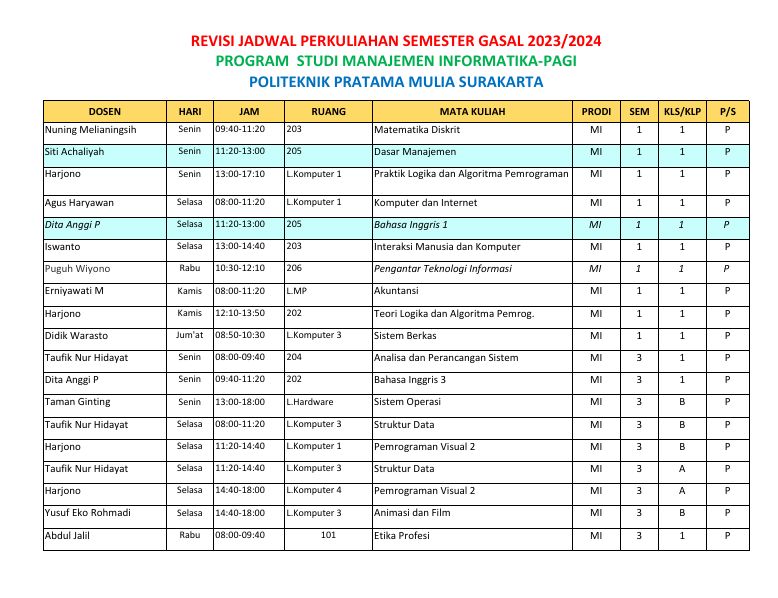 REVISI JADWAL PERKULIAHAN SEMESTER GASAL 2023/2024
PROGRAM STUDI MANAJEMEN INFORMATIKA-PAGI
POLITEKNIK PRATAMA MULIA SURAKARTA
DOSEN HARI JAM RUANG MATA KULIAH PRODI SEM KLS/KLP P/S
Nuning Melianingsih Senin 09:40-11:20 203 Matematika Diskrit MI 1 1 P
Siti Achaliyah Senin 11:20-13:00 205 Dasar Manajemen MI 1 1 P
Harjono Senin 13:00-17:10 L.Komputer 1 Praktik Logika dan Algoritma Pemrograman MI 1 1 P
Agus Haryawan Selasa 08:00-11:20 L.Komputer 1 Komputer dan Internet MI 1 1 P
Dita Anggi P Selasa 11:20-13:00 205 Bahasa Inggris 1 MI 1 1 P
Iswanto Selasa 13:00-14:40 203 Interaksi Manusia dan Komputer MI 1 1 P
Puguh Wiyono Rabu 10:30-12:10 206 Pengantar Teknologi Informasi MI 1 1 P
Erniyawati M Kamis 08:00-11:20 L.MP Akuntansi MI 1 1 P
Harjono Kamis 12:10-13:50 202 Teori Logika dan Algoritma Pemrog. MI 1 1 P
Didik Warasto Jum'at 08:50-10:30 L.Komputer 3 Sistem Berkas MI 1 1 P
Taufik Nur Hidayat Senin 08:00-09:40 204 Analisa dan Perancangan Sistem MI 3 1 P
Dita Anggi P Senin 09:40-11:20 202 Bahasa Inggris 3 MI 3 1 P
Taman Ginting Senin 13:00-18:00 L.Hardware Sistem Operasi MI 3 B P
Taufik Nur Hidayat Selasa 08:00-11:20 L.Komputer 3 Struktur Data MI 3 B P
Harjono Selasa 11:20-14:40 L.Komputer 1 Pemrograman Visual 2 MI 3 B P
Taufik Nur Hidayat Selasa 11:20-14:40 L.Komputer 3 Struktur Data MI 3 A P
Harjono Selasa 14:40-18:00 L.Komputer 4 Pemrograman Visual 2 MI 3 A P
Yusuf Eko Rohmadi Selasa 14:40-18:00 L.Komputer 3 Animasi dan Film MI 3 B P
Abdul Jalil Rabu 08:00-09:40 101 Etika Profesi MI 3 1 P